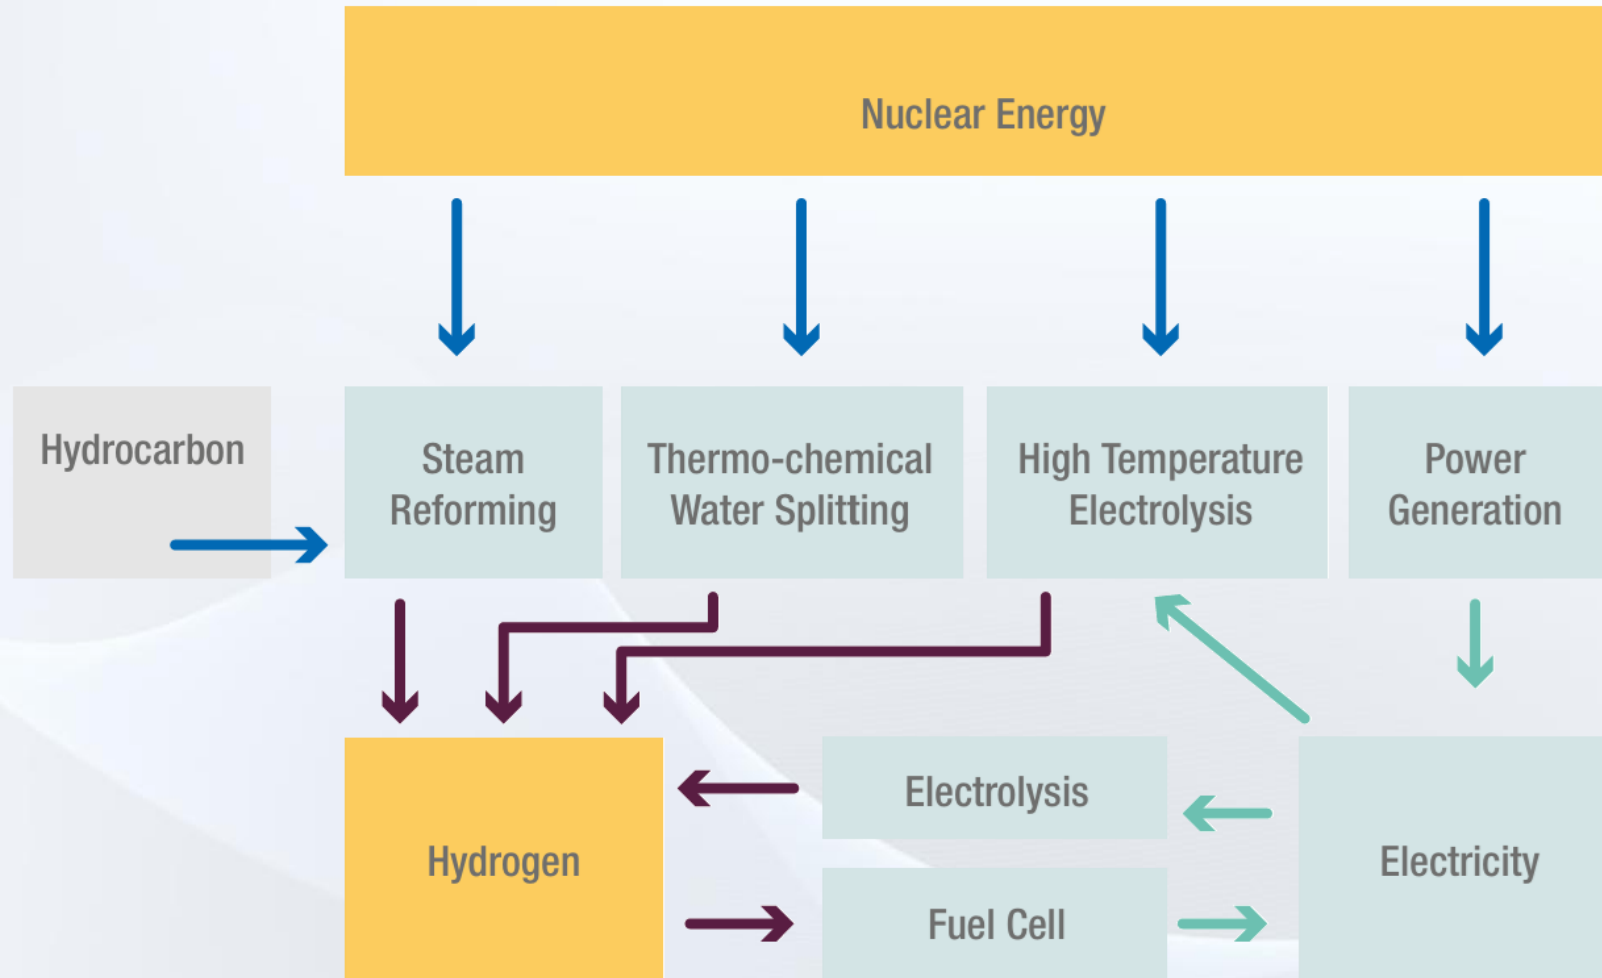 Nuclear Energy
Hydrocarbon
Steam
Reforming
Thermo-chemical
Water Splitting
High Temperature
Electrolysis
Power
Generation
Hydrogen
Electrolysis
Fuel Cell
Electricity